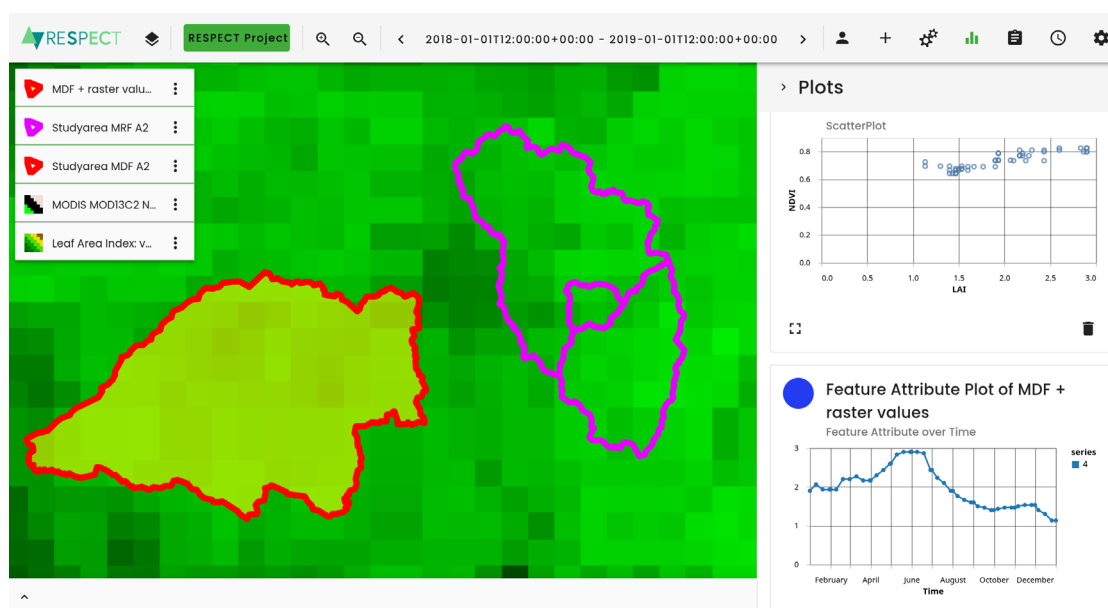 RESPECT
RESPECT Project
2018-01-01T12:00:00+00:00 - 2019-01-01T12:00:00+00:00
MDF + raster valu...
Studyarea MRF A2
Studyarea MDF A2
MODIS MOD13C2 N...
Leaf Area Index: v...
Plots
ScatterPlot
0.8
0.6
0.4
0.2
0.0
NDVI
0.0 0.5 1.0 1.5 2.0 2.5 3.0
LAI
Feature Attribute Plot of MDF +
raster values
Feature Attribute over Time
3
2
1
0
series
4
February April June August October December
Time